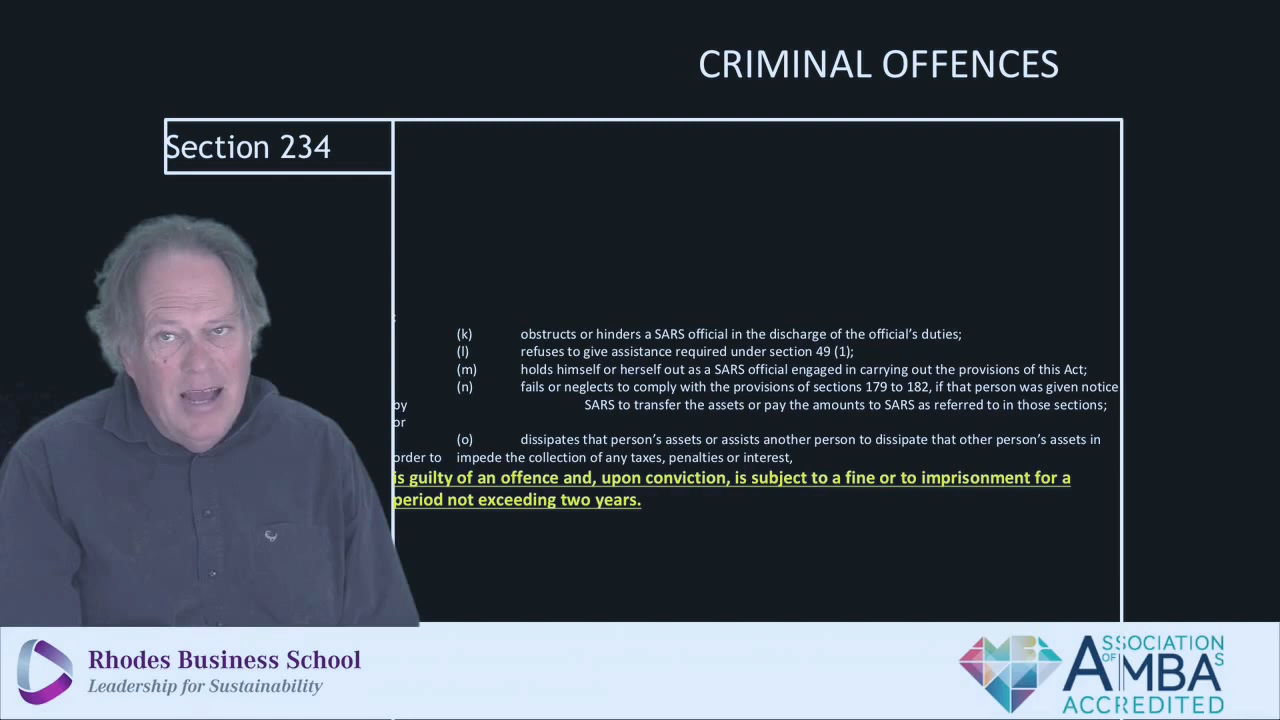 CRIMINAL OFFENCES
Section 234
(k) obstructs or hinders a SARS official in the discharge of the official's duties;
(l) refuses to give assistance required under section 49 (1);
(m) holds himself or herself out as a SARS official engaged in carrying out the provisions of this Act;
(n) fails or neglects to comply with the provisions of sections 179 to 182, if that person was given notice
by SARS to transfer the assets or pay the amounts to SARS as referred to in those sections;
or
(o) dissipates that person's assets or assists another person to dissipate that other person's assets in
order to impede the collection of any taxes, penalties or interest,
is guilty of an offence and, upon conviction, is subject to a fine or to imprisonment for a
period not exceeding two years.
Rhodes Business School
Leadership for Sustainability
ASSOCIATION
OF MBAS
ACCREDITED